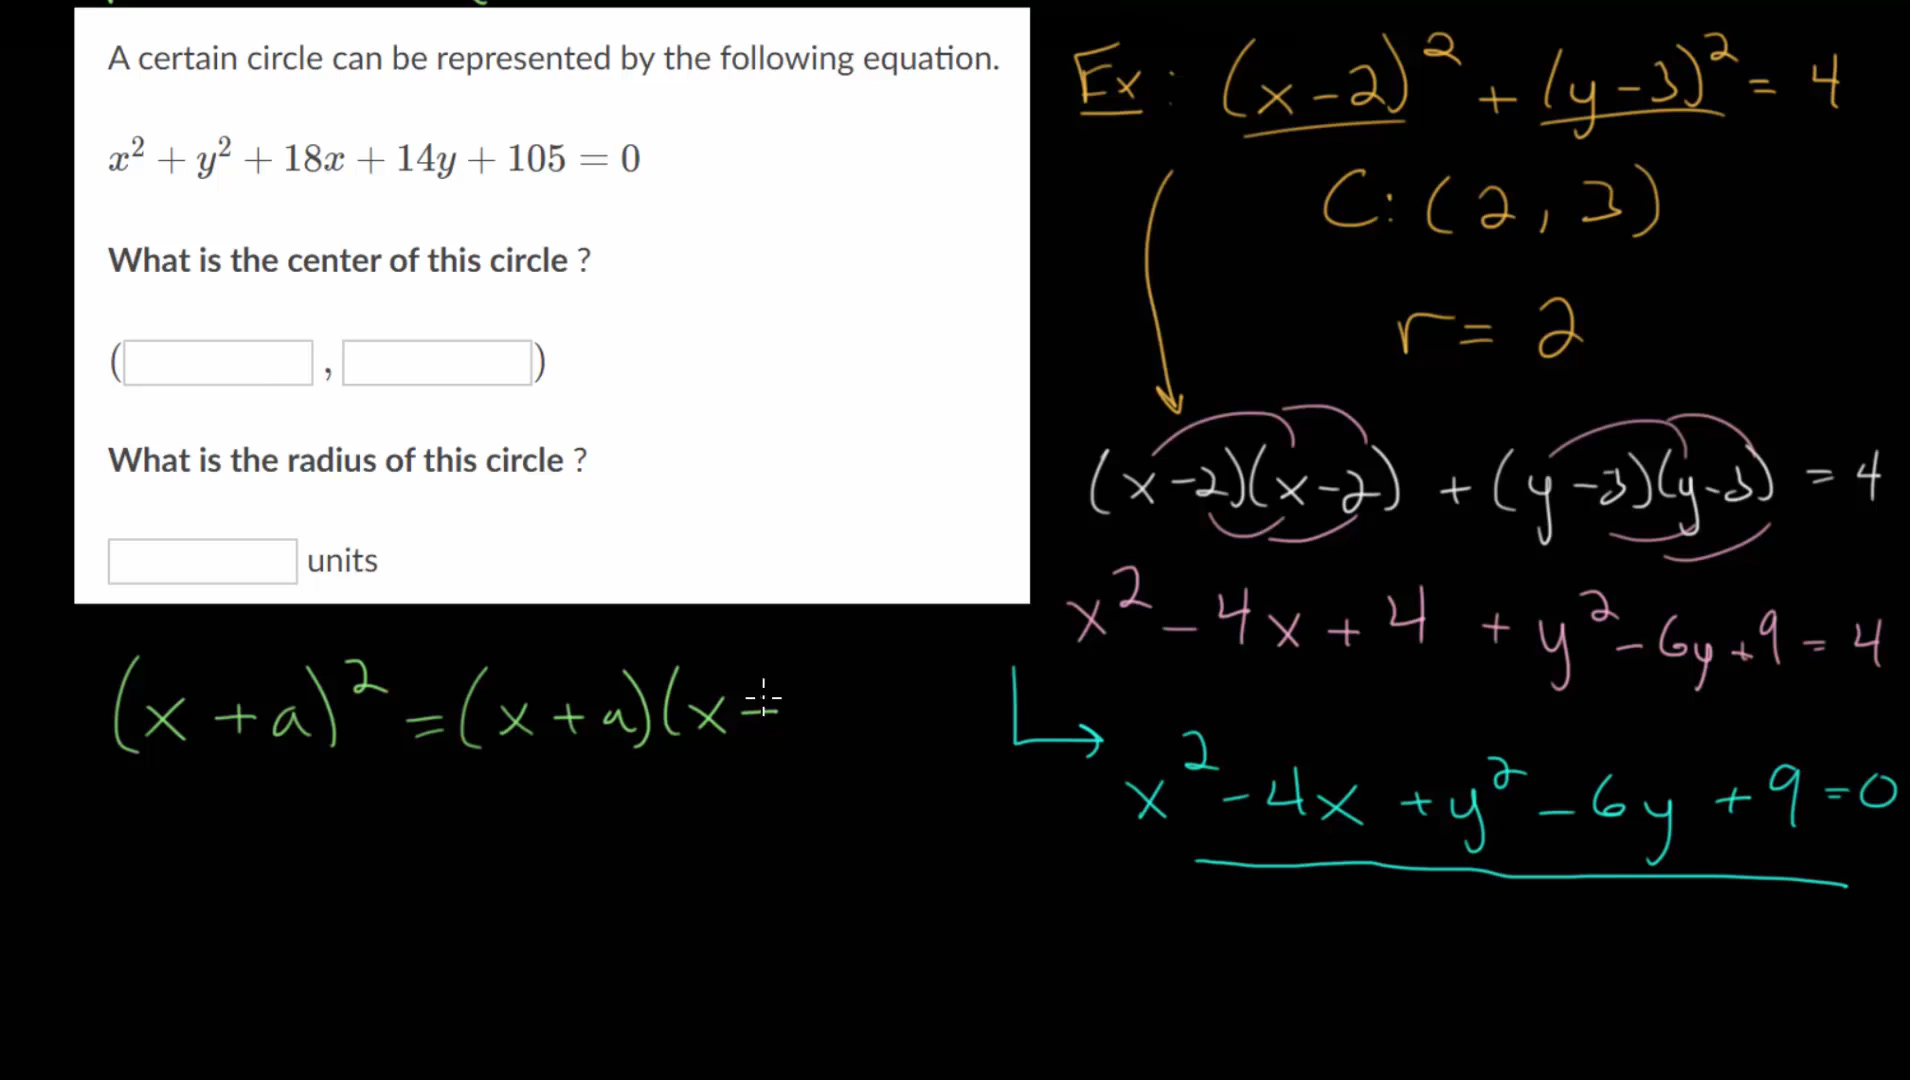 A certain circle can be represented by the following equation.
x² + y² + 18x + 14y + 105 = 0
What is the center of this circle ?
( , )
What is the radius of this circle ?
units
Ex : (x-2)² + (y-3)² = 4
C: (2, 3)
r = 2
(x-2)(x-2) + (y-3)(y-3) = 4
x² - 4x + 4 + y² - 6y + 9 = 4
x² - 4x + y² - 6y + 9 = 0
(x + a)² = (x + a)(x